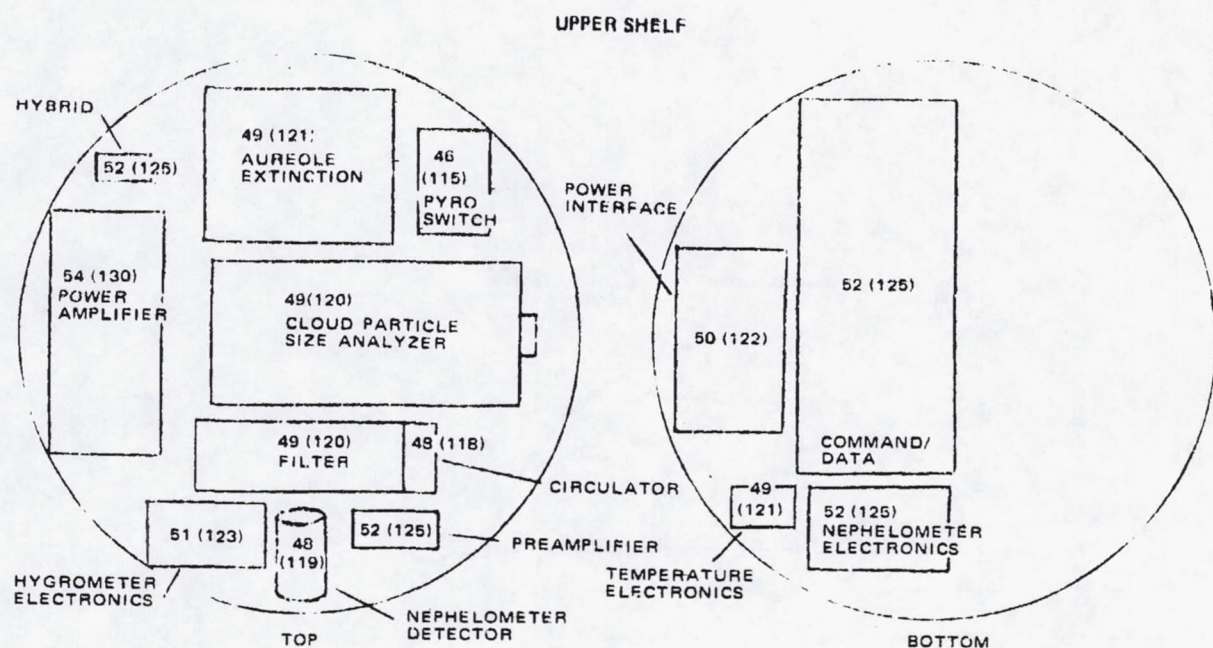 UPPER SHELF
HYBRID
52 (125)
49 (121)
AUREOLE
EXTINCTION
46
(115)
PYRO
SWITCH
54 (130)
POWER
AMPLIFIER
49(120)
CLOUD PARTICLE
SIZE ANALYZER
49 (120)
FILTER
48 (118)
CIRCULATOR
51 (123)
HYGROMETER
ELECTRONICS
48
(119)
NEPHELOMETER
DETECTOR
52 (125)
PREAMPLIFIER
TOP
POWER
INTERFACE
50 (122)
52 (125)
COMMAND/
DATA
49
(121)
TEMPERATURE
ELECTRONICS
52 (125)
NEPHELOMETER
ELECTRONICS
BOTTOM